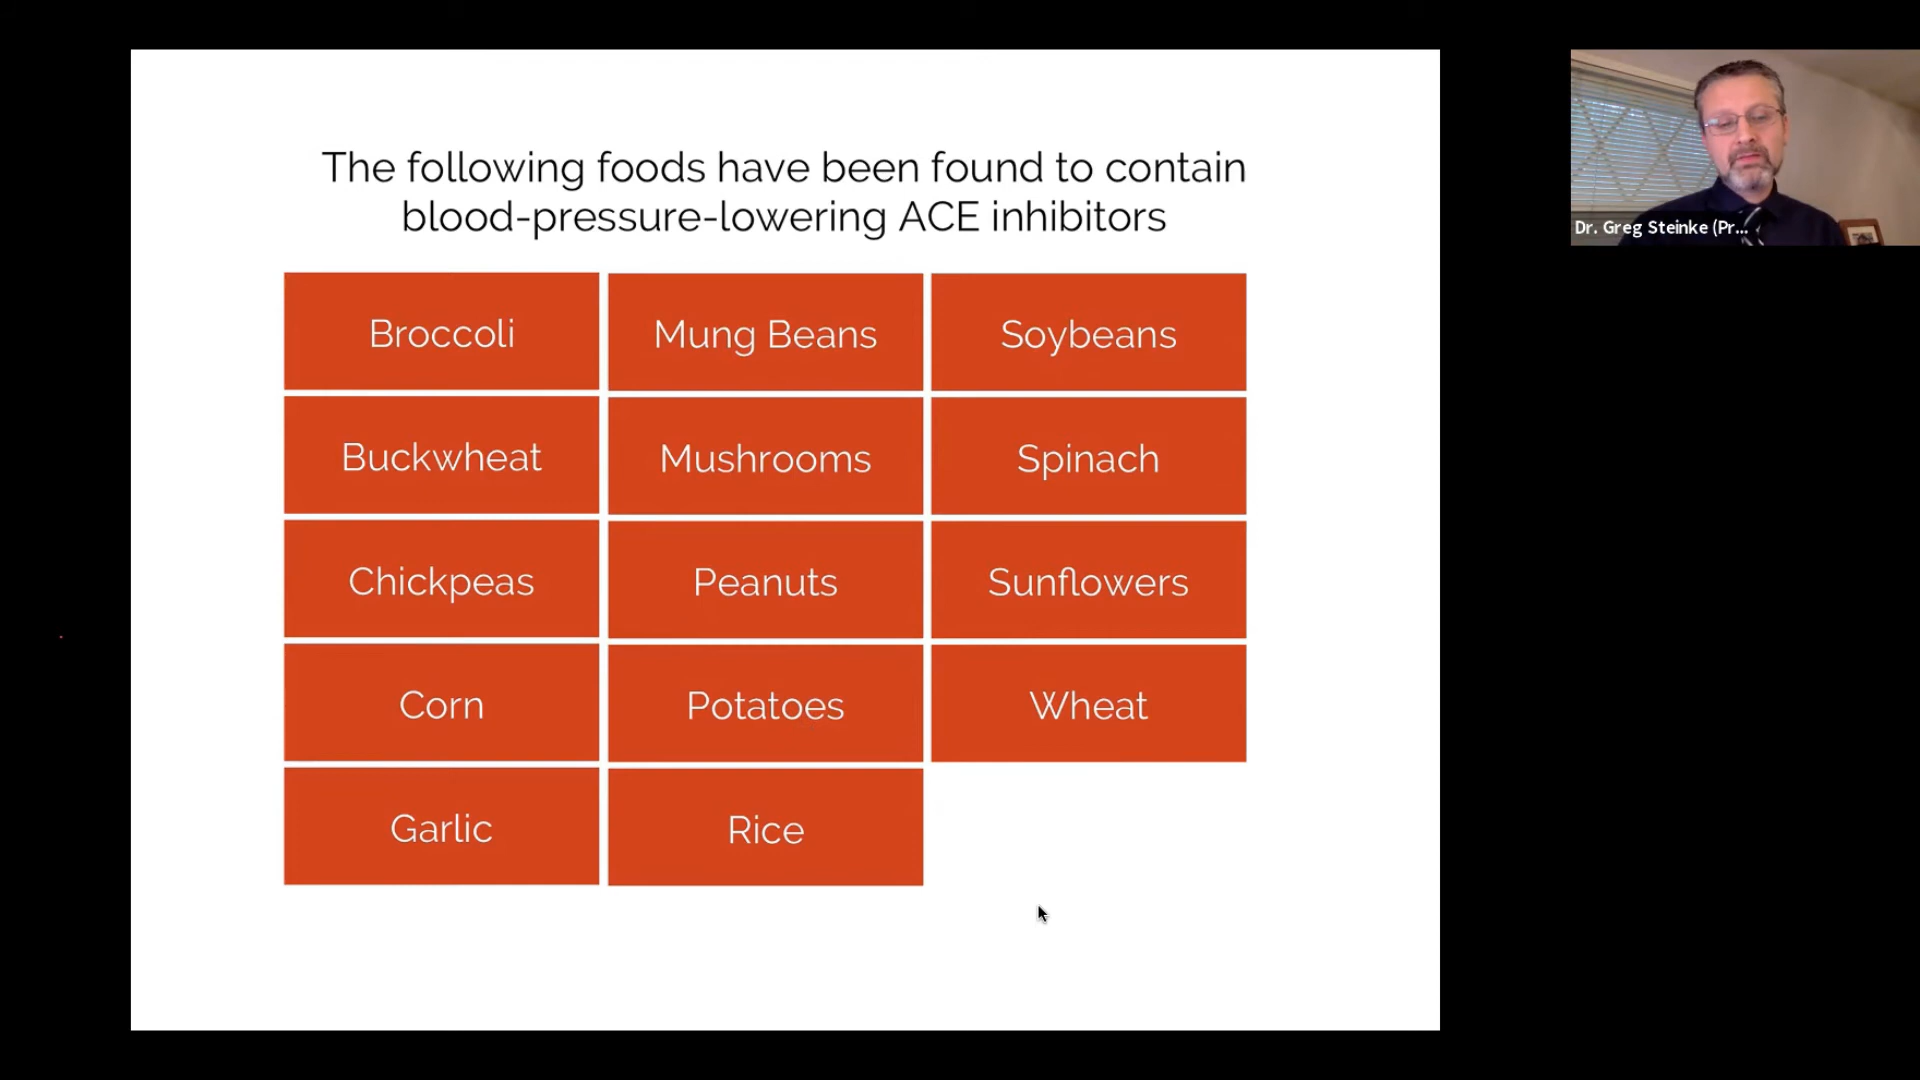 The following foods have been found to contain
blood-pressure-lowering ACE inhibitors
Broccoli
Mung Beans
Soybeans
Buckwheat
Mushrooms
Spinach
Chickpeas
Peanuts
Sunflowers
Corn
Potatoes
Wheat
Garlic
Rice
Dr. Greg Steinke (Pr...